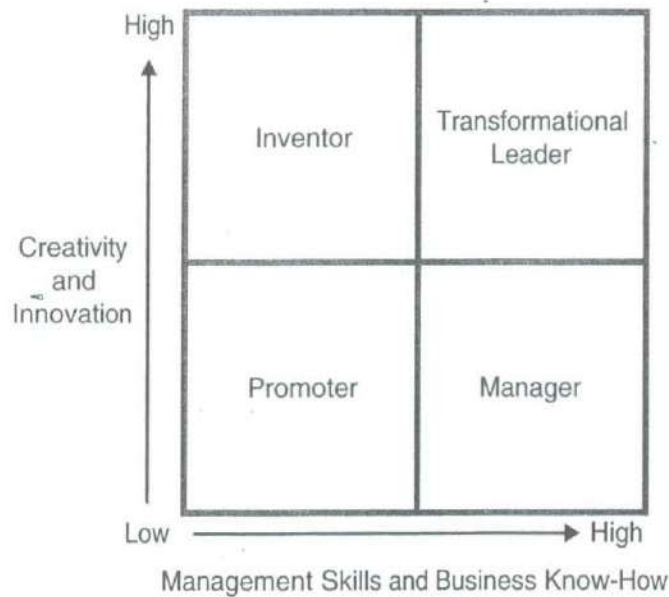 High
Inventor
Transformational
Leader
Creativity
and
Innovation
Promoter
Manager
Low
High
Management Skills and Business Know-How